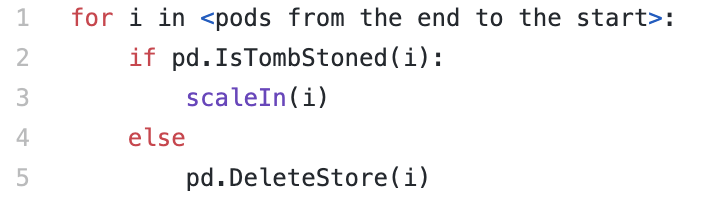 1 for i in <pods from the end to the start>:
2     if pd.IsTombStoned(i):
3         scaleIn(i)
4     else
5         pd.DeleteStore(i)